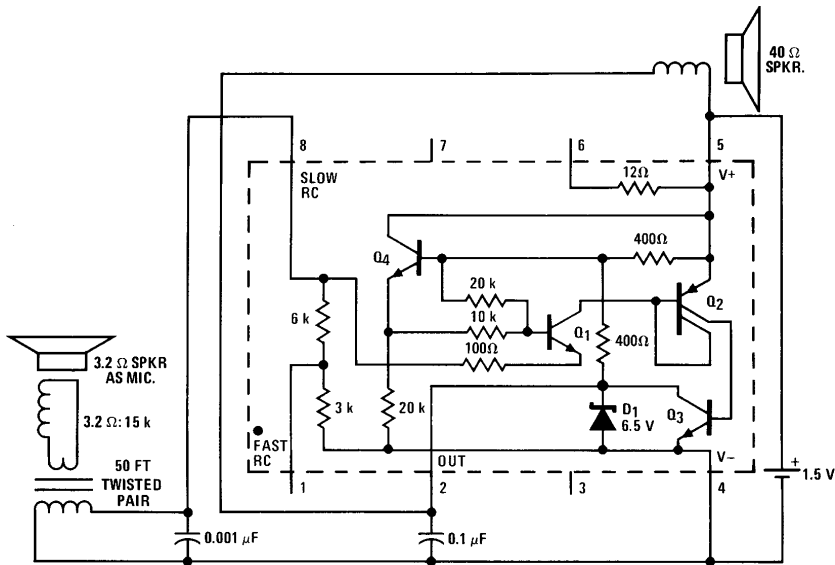 40 Ω
SPKR.
8
7
6
5
SLOW
RC
12Ω
V+
Q4
400Ω
20 k
Q2
6 k
10 k
Q1
100Ω
400Ω
3.2 Ω SPKR
AS MIC.
3.2 Ω: 15 k
3 k
20 k
D1
6.5 V
Q3
FAST
RC
OUT
V−
50 FT
TWISTED
PAIR
1
2
3
4
+
1.5 V
0.001 μF
0.1 μF